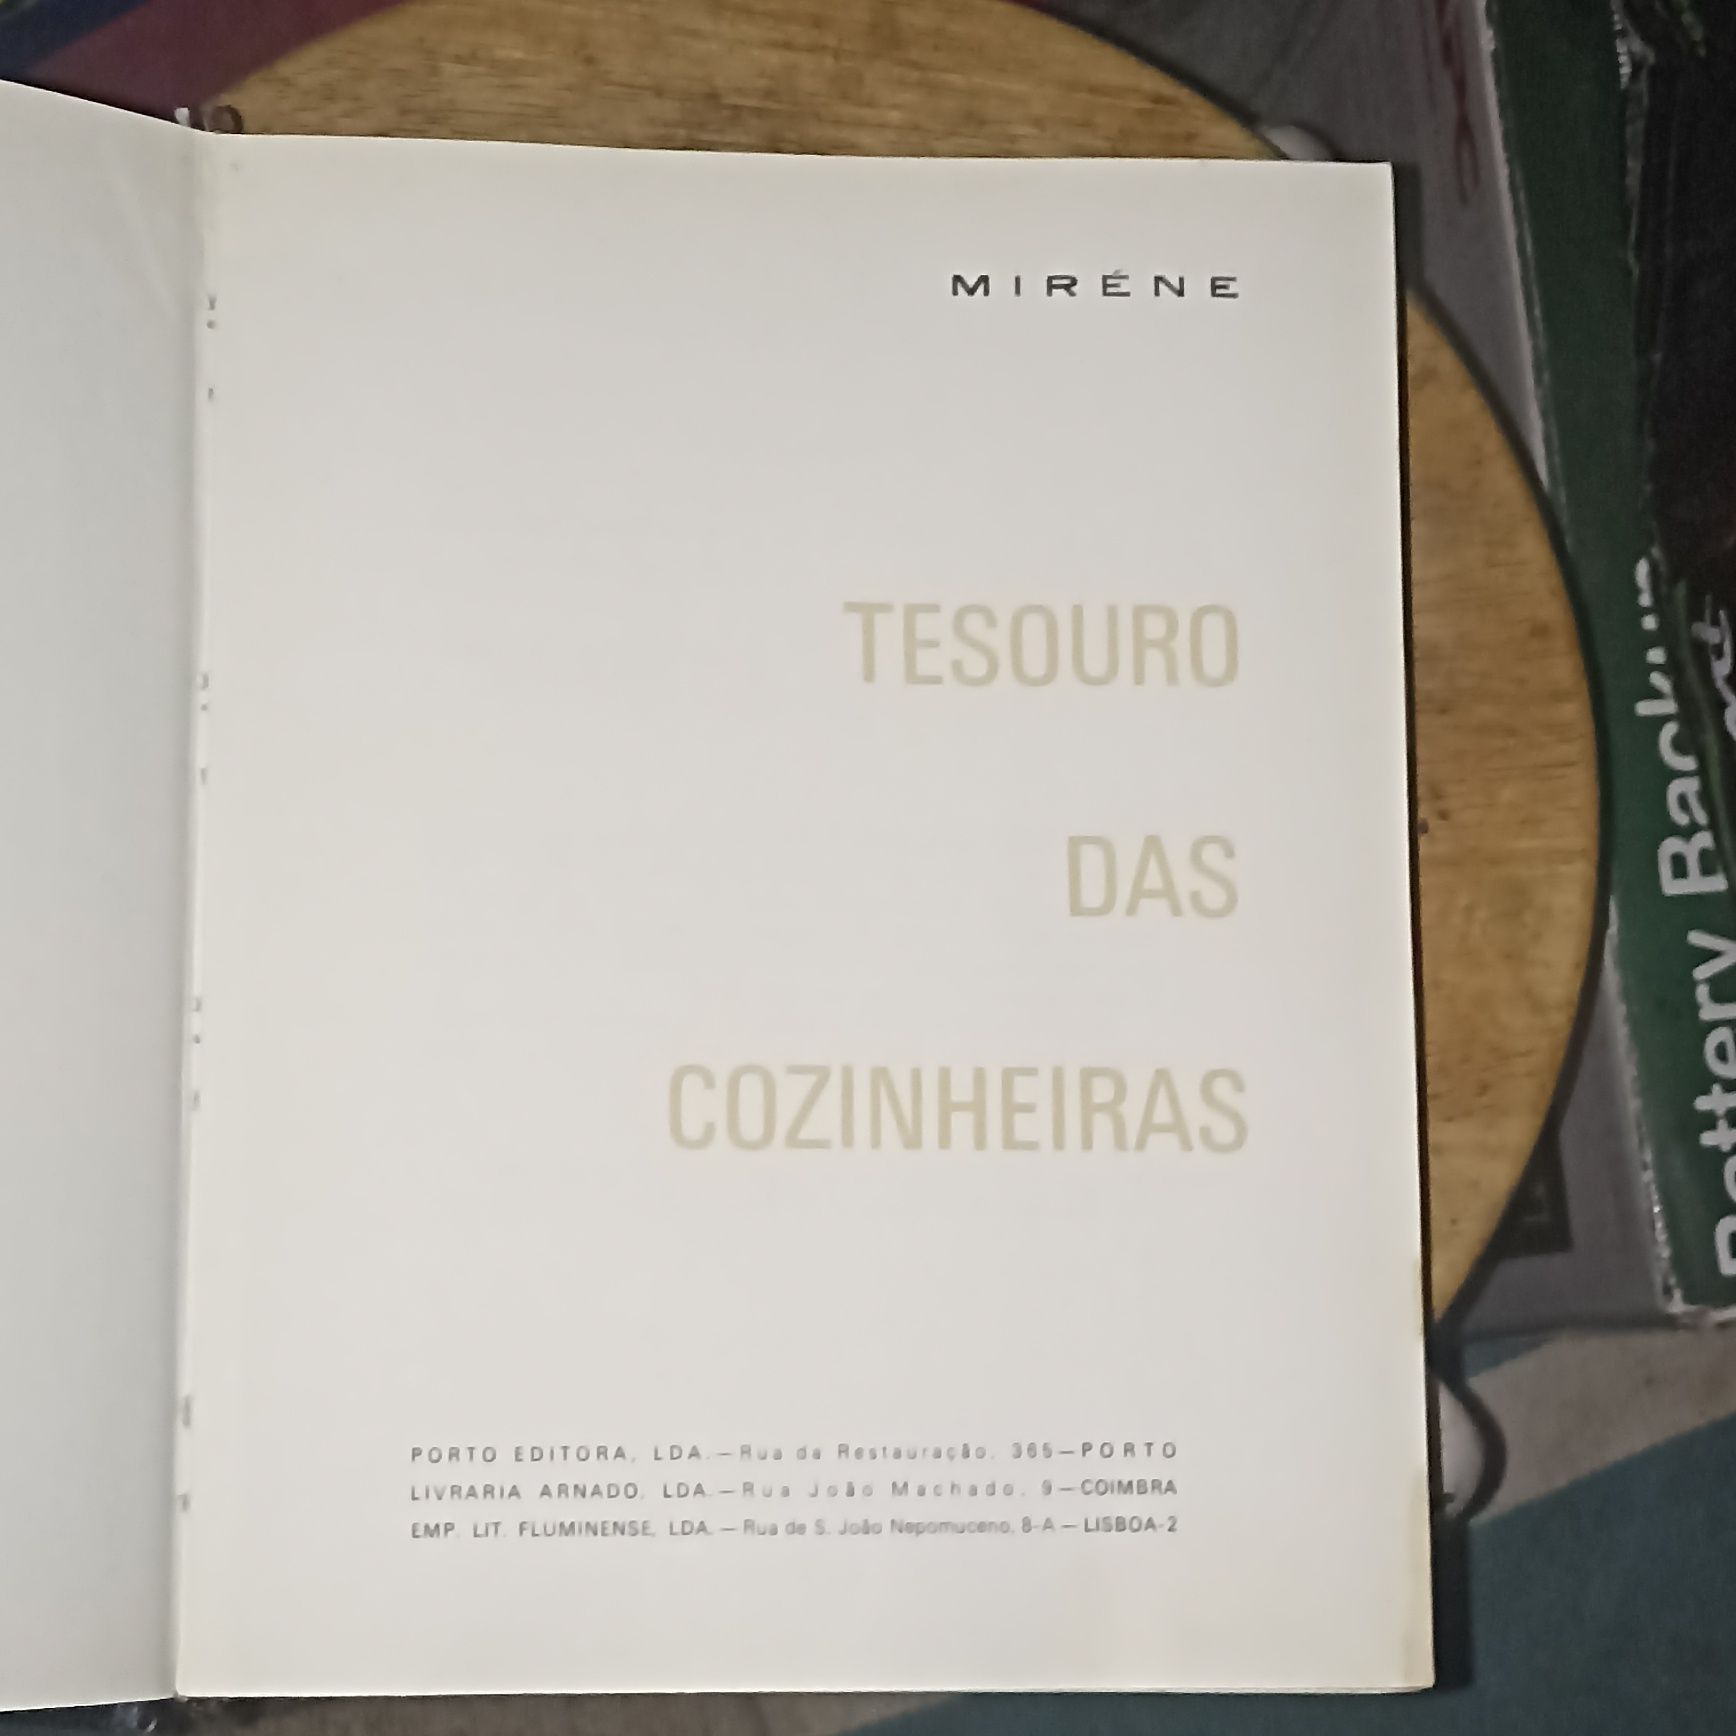 MIRÉNE
TESOURO
DAS
COZINHEIRAS
PORTO EDITORA, LDA.—Rua da Restauração, 365—PORTO
LIVRARIA ARNADO, LDA.—Rua João Machado, 9—COIMBRA
EMP. LIT. FLUMINENSE, LDA.—Rua de S. João Nepomuceno, 8-A—LISBOA-2
Battery